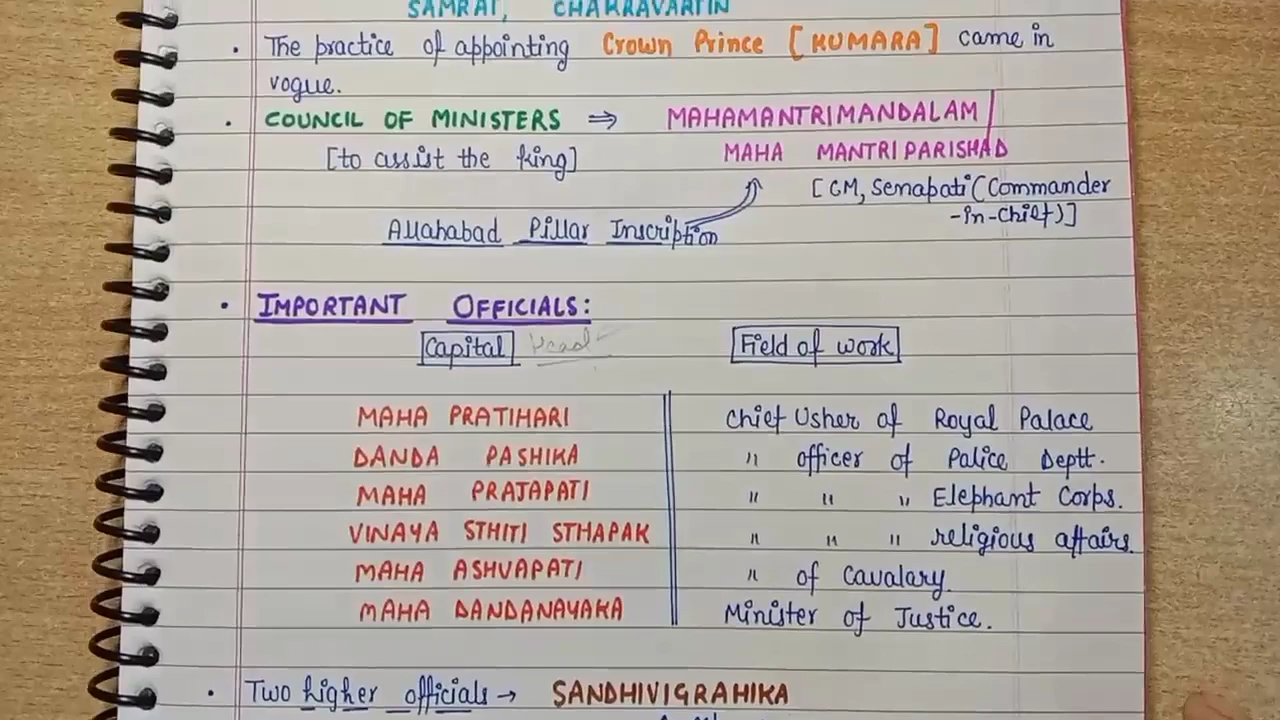 SAMRAT, CHAKRAVARTIN
• The practice of appointing Crown Prince [KUMARA] came in
vogue.
• COUNCIL OF MINISTERS ⇒ MAHAMANTRIMANDALAM/
[to assist the king] MAHA MANTRI PARISHAD
[CM, Senapati (Commander
-in-chief)]
Allahabad Pillar Inscription
• IMPORTANT OFFICIALS:
Capital Head Field of work
MAHA PRATIHARI Chief Usher of Royal Palace
DANDA PASHIKA " officer of Palice Deptt.
MAHA PRAJAPATI " " " Elephant Corps.
VINAYA STHITI STHAPAK " " " religious affairs.
MAHA ASHVAPATI " of Cavalary.
MAHA DANDANAYAKA Minister of Justice.
• Two higher officials → SANDHIVIGRAHIKA